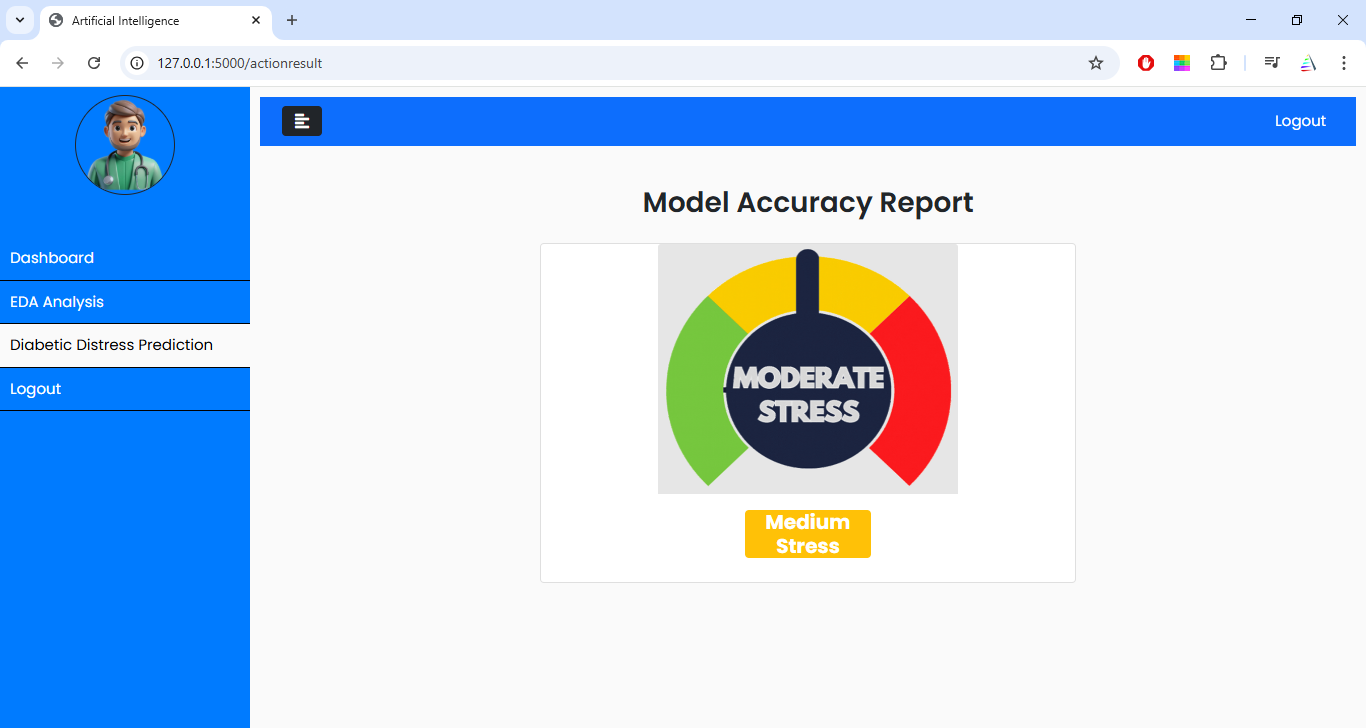 Artificial Intelligence
127.0.0.1:5000/actionresult
Logout
Dashboard
EDA Analysis
Diabetic Distress Prediction
Logout
Model Accuracy Report
MODERATE
STRESS
Medium
Stress